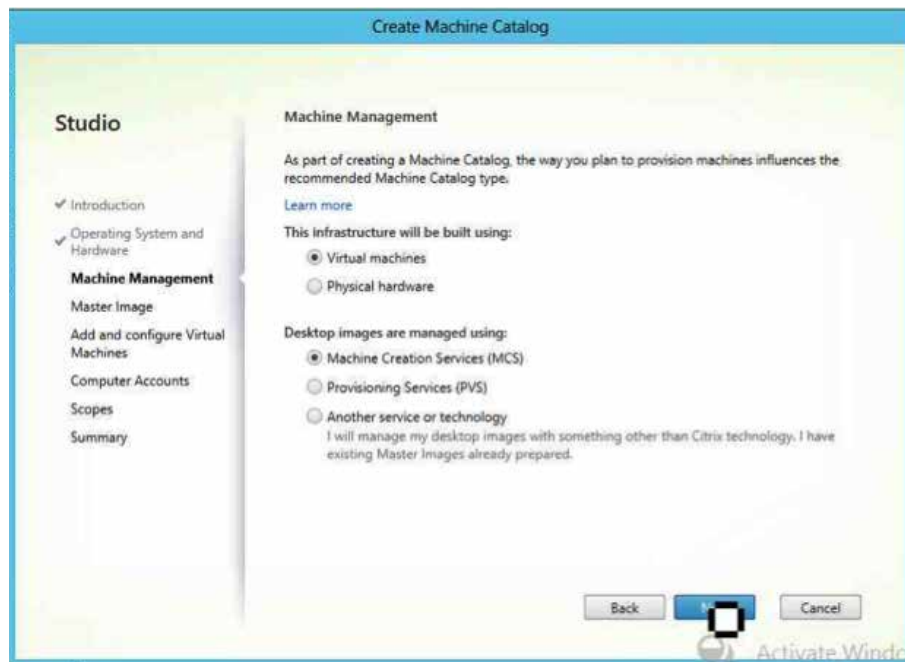 Create Machine Catalog
Studio
Introduction
Operating System and
Hardware
Machine Management
Master Image
Add and configure Virtual
Machines
Computer Accounts
Scopes
Summary
Machine Management
As part of creating a Machine Catalog, the way you plan to provision machines influences the
recommended Machine Catalog type.
Learn more
This infrastructure will be built using:
Virtual machines
Physical hardware
Desktop images are managed using:
Machine Creation Services (MCS)
Provisioning Services (PVS)
Another service or technology
I will manage my desktop images with something other than Citrix technology. I have
existing Master Images already prepared.
Back
Cancel
Activate Windo